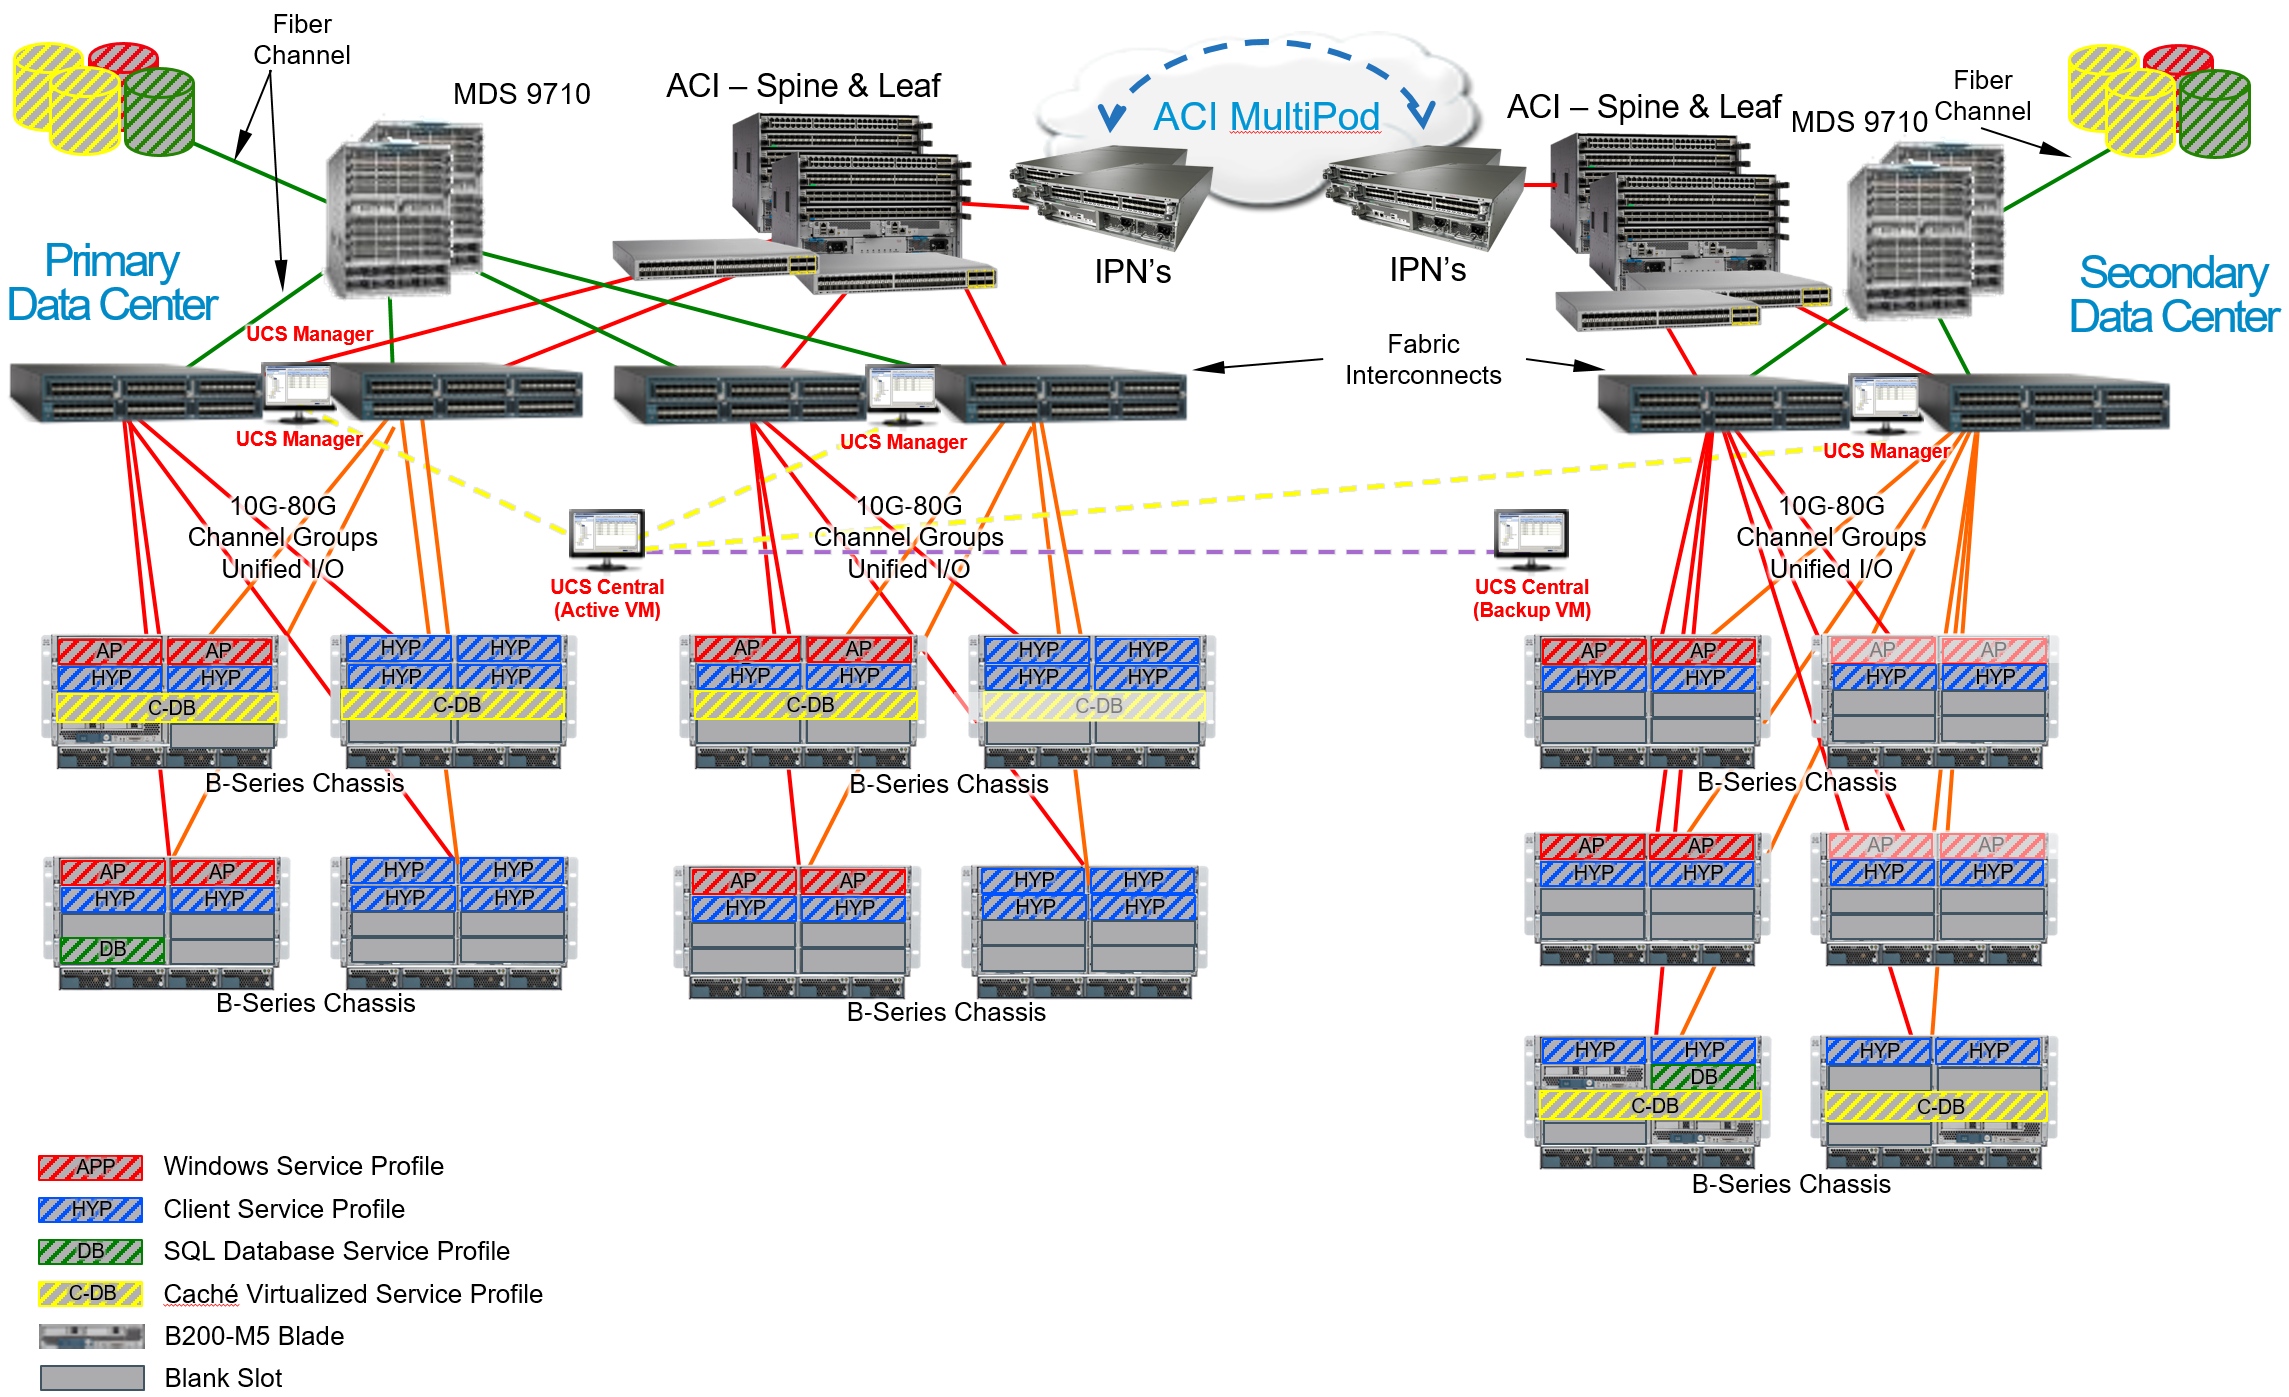 Fiber
Channel
MDS 9710
ACI – Spine & Leaf
ACI MultiPod
ACI – Spine & Leaf
MDS 9710
Fiber
Channel
IPN’s
IPN’s
Primary
Data Center
Secondary
Data Center
UCS Manager
Fabric
Interconnects
UCS Manager
UCS Manager
UCS Manager
10G-80G
Channel Groups
Unified I/O
10G-80G
Channel Groups
Unified I/O
10G-80G
Channel Groups
Unified I/O
UCS Central
(Active VM)
UCS Central
(Backup VM)
AP AP
HYP HYP
C-DB
HYP HYP
HYP HYP
C-DB
B-Series Chassis
AP AP
HYP HYP
C-DB
HYP HYP
HYP HYP
C-DB
B-Series Chassis
AP AP
HYP HYP
AP AP
HYP HYP
B-Series Chassis
AP AP
HYP HYP
DB
HYP HYP
HYP HYP
B-Series Chassis
AP AP
HYP HYP
HYP HYP
HYP HYP
B-Series Chassis
AP AP
HYP HYP
AP AP
HYP HYP
HYP HYP
DB
C-DB
HYP HYP
C-DB
B-Series Chassis
APP Windows Service Profile
HYP Client Service Profile
DB SQL Database Service Profile
C-DB Caché Virtualized Service Profile
B200-M5 Blade
Blank Slot